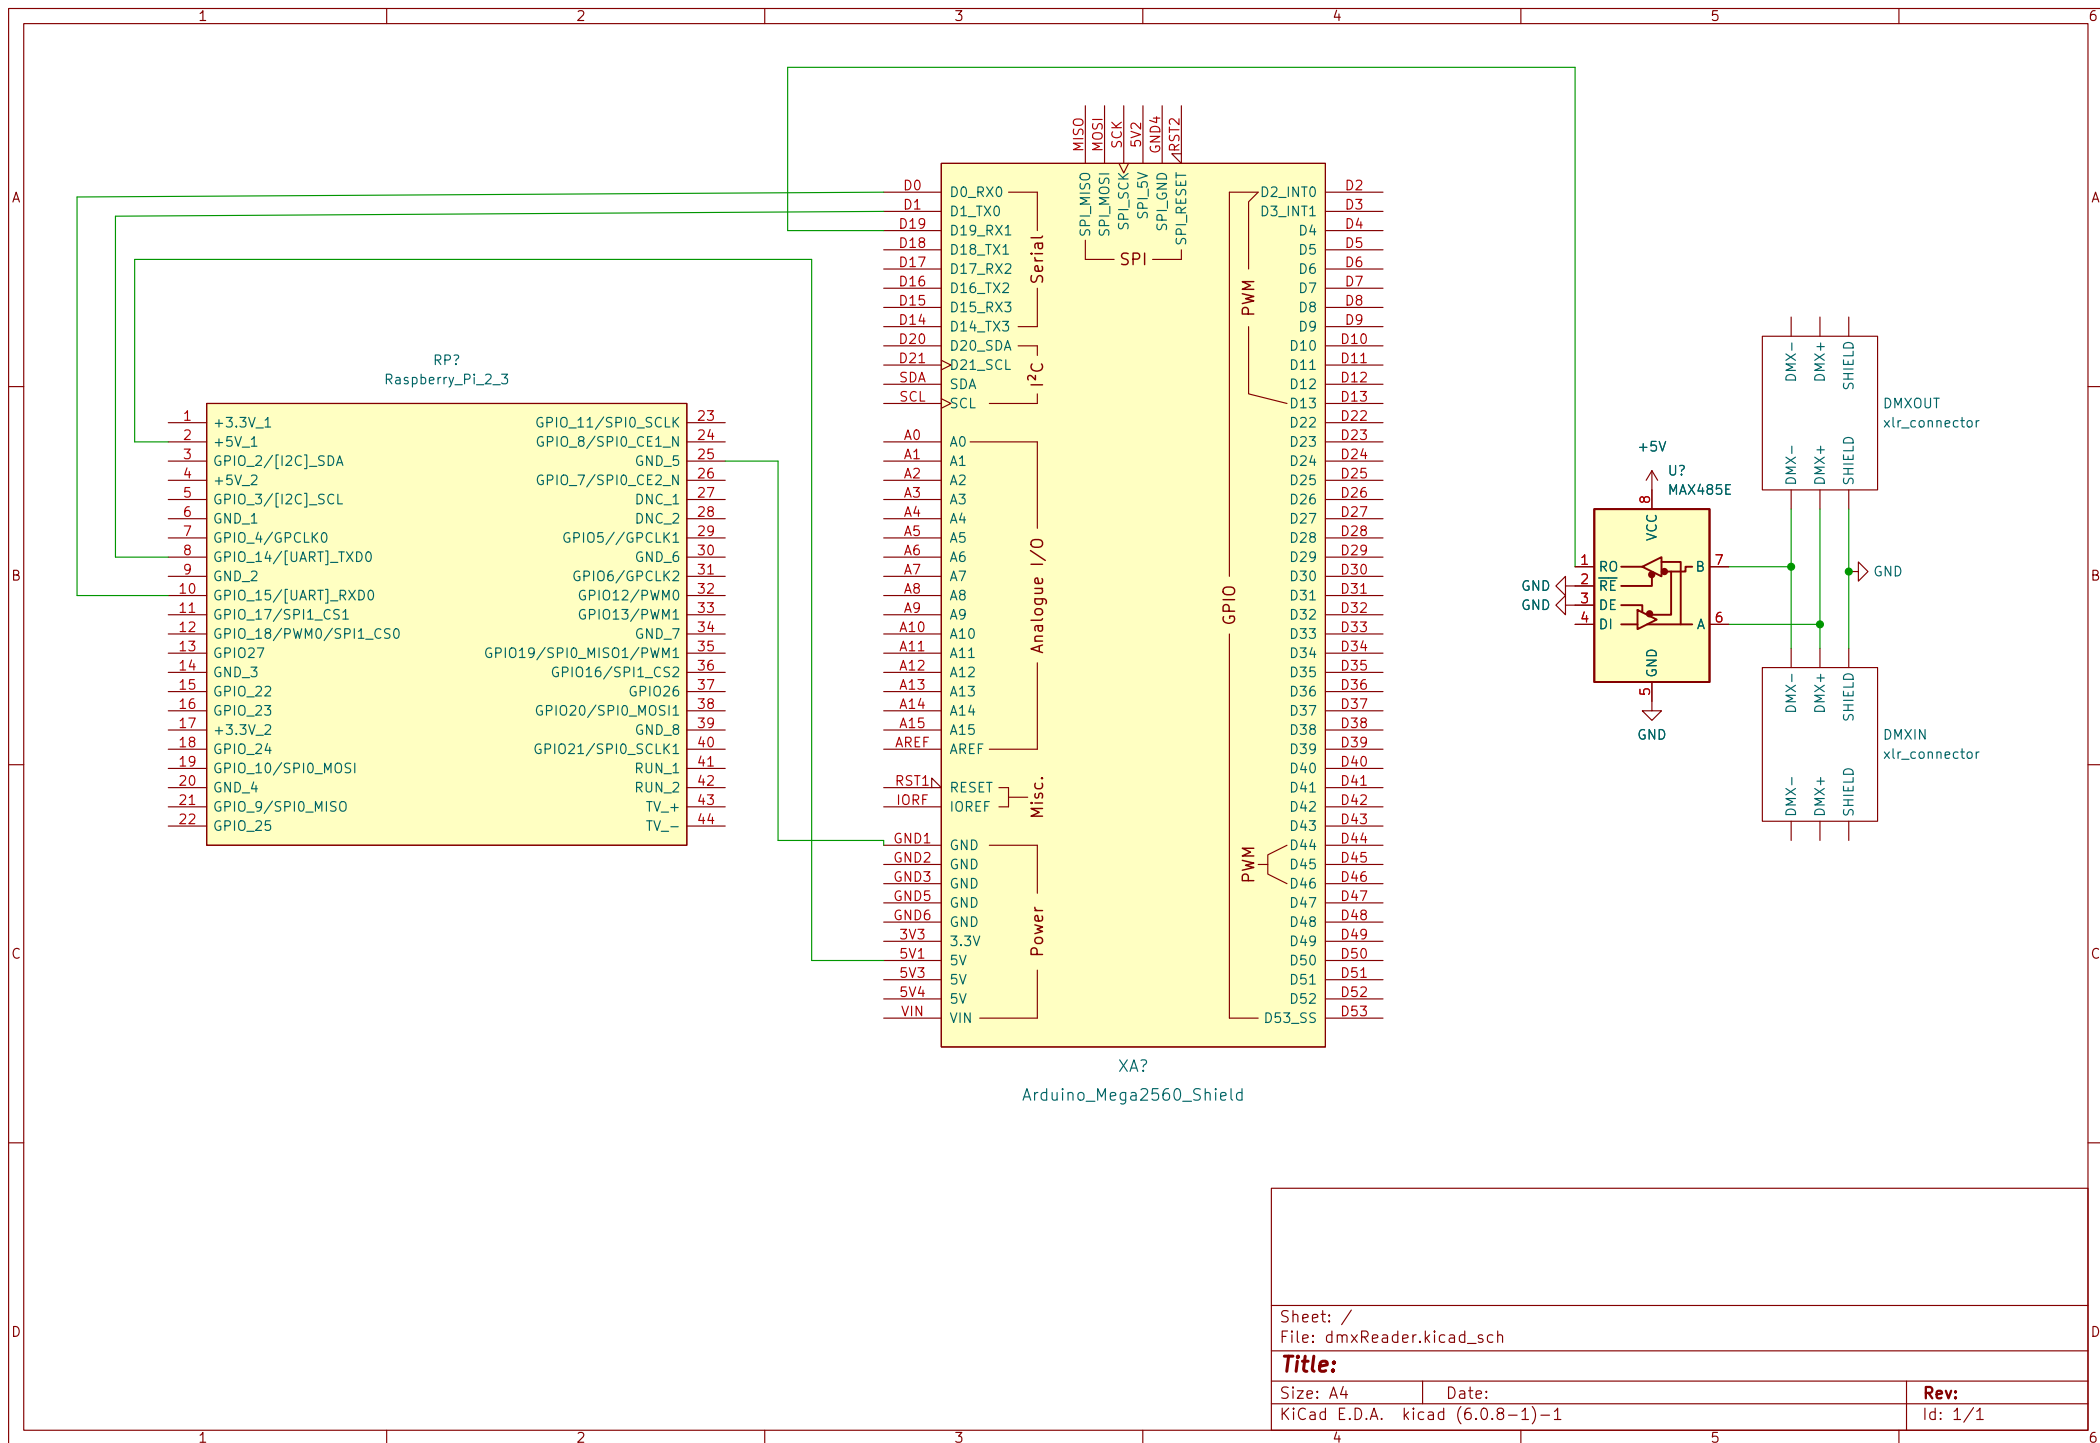 1 2 3 4 5 6
A A
B B
C C
D D
RP?
Raspberry_Pi_2_3
1 +3.3V_1
2 +5V_1
3 GPIO_2/[I2C]_SDA
4 +5V_2
5 GPIO_3/[I2C]_SCL
6 GND_1
7 GPIO_4/GPCLK0
8 GPIO_14/[UART]_TXD0
9 GND_2
10 GPIO_15/[UART]_RXD0
11 GPIO_17/SPI1_CS1
12 GPIO_18/PWM0/SPI1_CS0
13 GPIO27
14 GND_3
15 GPIO_22
16 GPIO_23
17 +3.3V_2
18 GPIO_24
19 GPIO_10/SPI0_MOSI
20 GND_4
21 GPIO_9/SPI0_MISO
22 GPIO_25
GPIO_11/SPI0_SCLK 23
GPIO_8/SPI0_CE1_N 24
GND_5 25
GPIO_7/SPI0_CE2_N 26
DNC_1 27
DNC_2 28
GPIO5//GPCLK1 29
GND_6 30
GPIO6/GPCLK2 31
GPIO12/PWM0 32
GPIO13/PWM1 33
GND_7 34
GPIO19/SPI0_MISO1/PWM1 35
GPIO16/SPI1_CS2 36
GPIO26 37
GPIO20/SPI0_MOSI1 38
GND_8 39
GPIO21/SPI0_SCLK1 40
RUN_1 41
RUN_2 42
TV_+ 43
TV_- 44
MISO MOSI SCK 5V2 GND4 RST2
SPI_MISO SPI_MOSI SPI_SCK SPI_5V SPI_GND SPI_RESET
SPI
D0 D0_RX0
D1 D1_TX0
D19 D19_RX1
D18 D18_TX1
D17 D17_RX2
D16 D16_TX2
D15 D15_RX3
D14 D14_TX3
Serial
D20 D20_SDA
D21 D21_SCL
SDA SDA
SCL SCL
I²C
A0 A0
A1 A1
A2 A2
A3 A3
A4 A4
A5 A5
A6 A6
A7 A7
A8 A8
A9 A9
A10 A10
A11 A11
A12 A12
A13 A13
A14 A14
A15 A15
AREF AREF
Analogue I/O
RST1 RESET
IORF IOREF
Misc.
GND1 GND
GND2 GND
GND3 GND
GND5 GND
GND6 GND
3V3 3.3V
5V1 5V
5V3 5V
5V4 5V
VIN VIN
Power
D2_INT0 D2
D3_INT1 D3
D4 D4
D5 D5
D6 D6
D7 D7
D8 D8
D9 D9
D10 D10
D11 D11
D12 D12
D13 D13
PWM
D22 D22
D23 D23
D24 D24
D25 D25
D26 D26
D27 D27
D28 D28
D29 D29
D30 D30
D31 D31
D32 D32
D33 D33
D34 D34
D35 D35
D36 D36
D37 D37
D38 D38
D39 D39
D40 D40
D41 D41
D42 D42
D43 D43
D44 D44
D45 D45
D46 D46
D47 D47
D48 D48
D49 D49
D50 D50
D51 D51
D52 D52
D53_SS D53
GPIO
PWM
XA?
Arduino_Mega2560_Shield
+5V
U?
MAX485E
8 VCC
1 RO
GND 2 RE
GND 3 DE
4 DI
B 7
A 6
GND 5
GND
DMX- DMX+ SHIELD
DMX- DMX+ SHIELD
DMXOUT
xlr_connector
GND
DMX- DMX+ SHIELD
DMX- DMX+ SHIELD
DMXIN
xlr_connector
Sheet: /
File: dmxReader.kicad_sch
Title:
Size: A4 Date: Rev:
KiCad E.D.A. kicad (6.0.8-1)-1 Id: 1/1
1 2 3 4 5 6